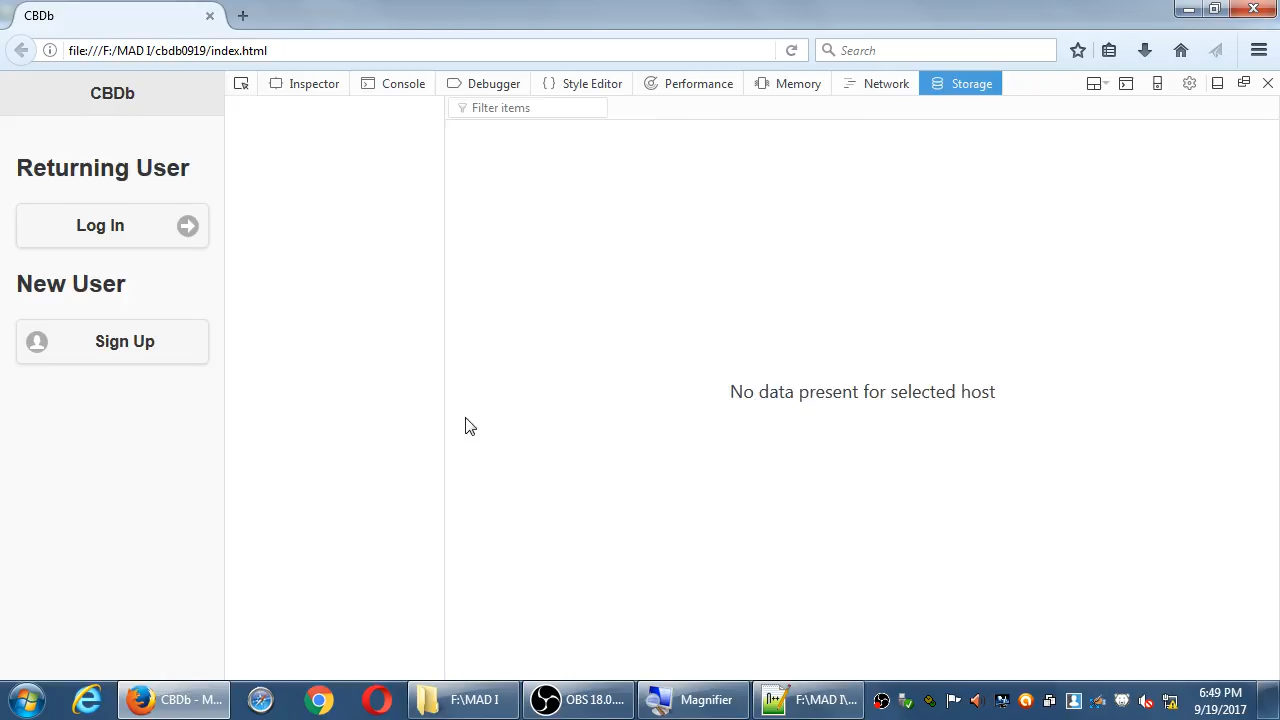 CBDb
file:///F:/MAD I/cbdb0919/index.html
Search
CBDb
Inspector
Console
Debugger
Style Editor
Performance
Memory
Network
Storage
Filter items
Returning User
Log In
New User
Sign Up
No data present for selected host
CBDb - M...
F:\MAD I
OBS 18.0....
Magnifier
F:\MAD I\...
6:49 PM
9/19/2017